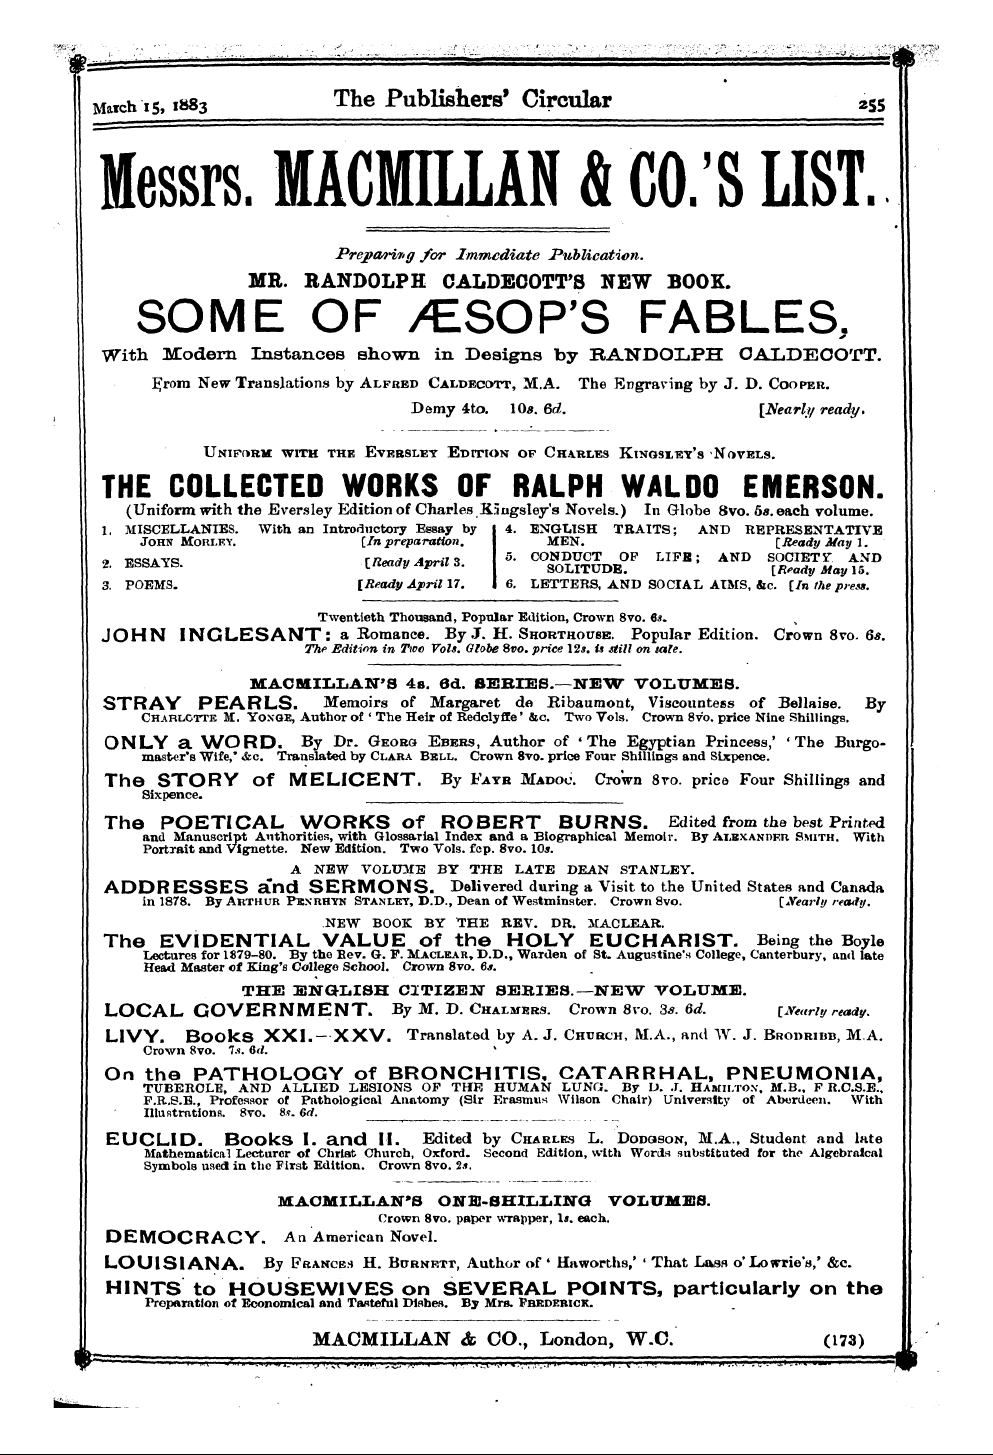 March 15, 1883 The Publishers' Circular 255
Messrs. MACMILLAN & CO.'S LIST.
Preparing for Immediate Publication.
MR. RANDOLPH CALDECOTT'S NEW BOOK.
SOME OF ÆSOP'S FABLES,
With Modern Instances shown in Designs by RANDOLPH CALDECOTT.
From New Translations by ALFRED CALDECOTT, M.A. The Engraving by J. D. COOPER.
Demy 4to. 10s. 6d. [Nearly ready.
UNIFORM WITH THE EVERSLEY EDITION OF CHARLES KINGSLEY'S NOVELS.
THE COLLECTED WORKS OF RALPH WALDO EMERSON.
(Uniform with the Eversley Edition of Charles Kingsley's Novels.) In Globe 8vo. 5s. each volume.
1. MISCELLANIES. With an Introductory Essay by
JOHN MORLEY. [In preparation.
2. ESSAYS. [Ready April 3.
3. POEMS. [Ready April 17.
4. ENGLISH TRAITS; AND REPRESENTATIVE
MEN. [Ready May 1.
5. CONDUCT OF LIFE; AND SOCIETY AND
SOLITUDE. [Ready May 15.
6. LETTERS, AND SOCIAL AIMS, &c. [In the press.
Twentieth Thousand, Popular Edition, Crown 8vo. 6s.
JOHN INGLESANT: a Romance. By J. H. SHORTHOUSE. Popular Edition. Crown 8vo. 6s.
The Edition in Two Vols. Globe 8vo. price 12s. is still on sale.
MACMILLAN'S 4s. 6d. SERIES.—NEW VOLUMES.
STRAY PEARLS. Memoirs of Margaret de Ribaumont, Viscountess of Bellaise. By
CHARLOTTE M. YONGE, Author of 'The Heir of Redclyffe' &c. Two Vols. Crown 8vo. price Nine Shillings.
ONLY a WORD. By Dr. GEORG EBERS, Author of 'The Egyptian Princess,' 'The Burgo-
master's Wife,' &c. Translated by CLARA BELL. Crown 8vo. price Four Shillings and Sixpence.
The STORY of MELICENT. By FAYR MADOC. Crown 8vo. price Four Shillings and
Sixpence.
The POETICAL WORKS of ROBERT BURNS. Edited from the best Printed
and Manuscript Authorities, with Glossarial Index and a Biographical Memoir. By ALEXANDER SMITH. With
Portrait and Vignette. New Edition. Two Vols. fcp. 8vo. 10s.
A NEW VOLUME BY THE LATE DEAN STANLEY.
ADDRESSES and SERMONS. Delivered during a Visit to the United States and Canada
in 1878. By ARTHUR PENRHYN STANLEY, D.D., Dean of Westminster. Crown 8vo. [Nearly ready.
NEW BOOK BY THE REV. DR. MACLEAR.
The EVIDENTIAL VALUE of the HOLY EUCHARIST. Being the Boyle
Lectures for 1879-80. By the Rev. G. F. MACLEAR, D.D., Warden of St. Augustine's College, Canterbury, and late
Head Master of King's College School. Crown 8vo. 6s.
THE ENGLISH CITIZEN SERIES.—NEW VOLUME.
LOCAL GOVERNMENT. By M. D. CHALMERS. Crown 8vo. 3s. 6d. [Nearly ready.
LIVY. Books XXI.–XXV. Translated by A. J. CHURCH, M.A., and W. J. BRODRIBB, M.A.
Crown 8vo. 7s. 6d.
On the PATHOLOGY of BRONCHITIS, CATARRHAL, PNEUMONIA,
TUBERCLE, AND ALLIED LESIONS OF THE HUMAN LUNG. By D. J. HAMILTON, M.B., F R.C.S.E.,
F.R.S.E., Professor of Pathological Anatomy (Sir Erasmus Wilson Chair) University of Aberdeen. With
Illustrations. 8vo. 8s. 6d.
EUCLID. Books I. and II. Edited by CHARLES L. DODGSON, M.A., Student and late
Mathematical Lecturer of Christ Church, Oxford. Second Edition, with Words substituted for the Algebraical
Symbols used in the First Edition. Crown 8vo. 2s.
MACMILLAN'S ONE-SHILLING VOLUMES.
Crown 8vo. paper wrapper, 1s. each.
DEMOCRACY. An American Novel.
LOUISIANA. By FRANCES H. BURNETT, Author of 'Haworths,' 'That Lass o' Lowrie's,' &c.
HINTS to HOUSEWIVES on SEVERAL POINTS, particularly on the
Preparation of Economical and Tasteful Dishes. By Mrs. FREDERICK.
MACMILLAN & CO., London, W.C. (173)